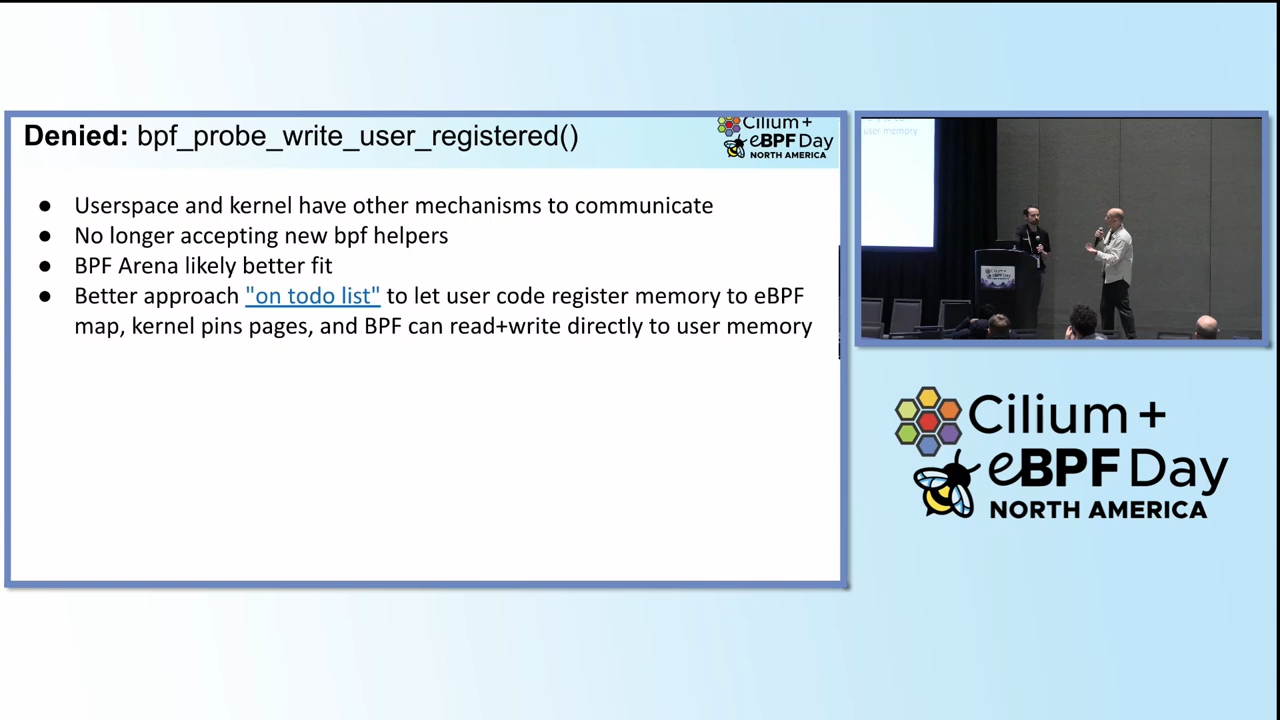 Denied: bpf_probe_write_user_registered()
Cilium +
eBPF Day
NORTH AMERICA
● Userspace and kernel have other mechanisms to communicate
● No longer accepting new bpf helpers
● BPF Arena likely better fit
● Better approach "on todo list" to let user code register memory to eBPF
map, kernel pins pages, and BPF can read+write directly to user memory
user memory
Cilium +
eBPF Day
NORTH AMERICA